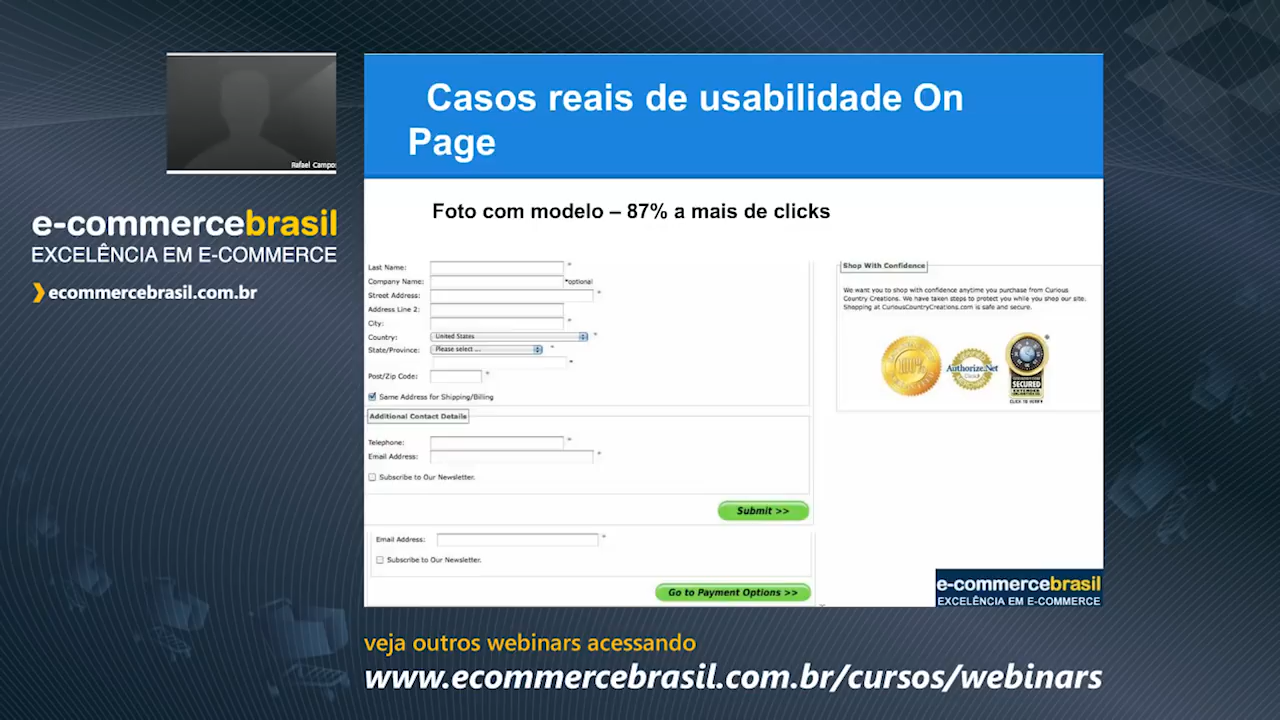 Casos reais de usabilidade On
Page
Rafael Campos
e-commercebrasil
EXCELÊNCIA EM E-COMMERCE
ecommercebrasil.com.br
Foto com modelo – 87% a mais de clicks
Last Name: *
Company Name: *optional
Street Address: *
Address Line 2:
City: *
Country: United States *
State/Province: Please select ... *
*
Post/Zip Code: *
Same Address for Shipping/Billing
Additional Contact Details
Telephone: *
Email Address: *
Subscribe to Our Newsletter.
Submit >>
Email Address: *
Subscribe to Our Newsletter.
Go to Payment Options >>
Shop With Confidence
We want you to shop with confidence anytime you purchase from Curious
Country Creations. We have taken steps to protect you while you shop our site.
Shopping at CuriousCountryCreations.com is safe and secure.
100%
Authorize.Net
Click
SECURED
CLICK TO VERIFY
e-commercebrasil
EXCELÊNCIA EM E-COMMERCE
veja outros webinars acessando
www.ecommercebrasil.com.br/cursos/webinars